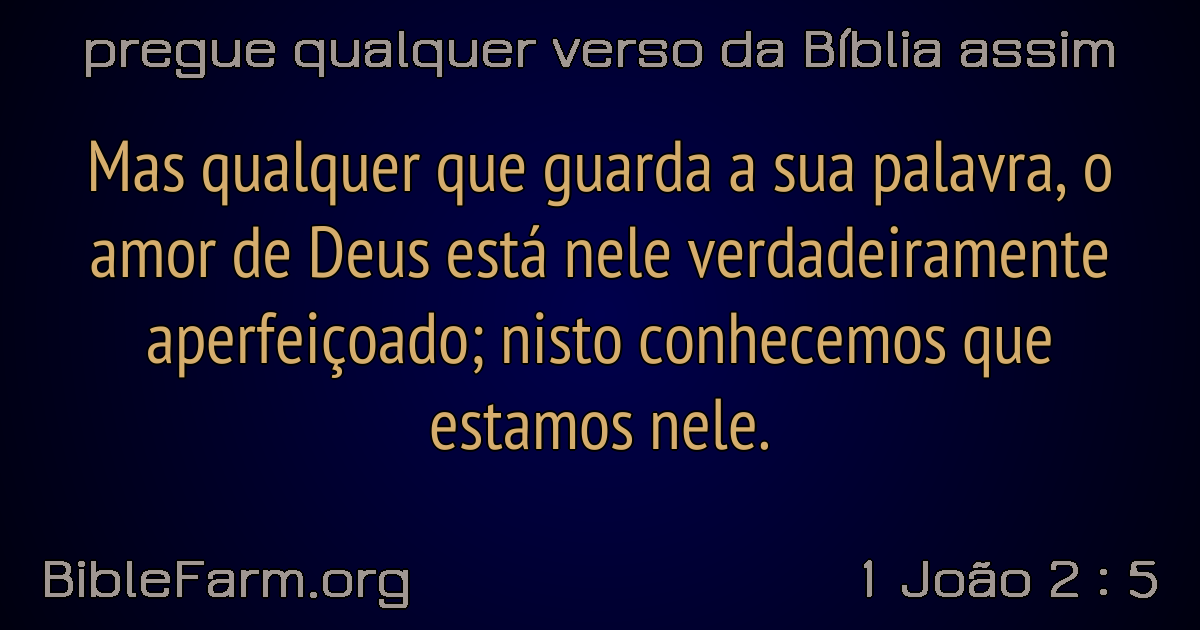 pregue qualquer verso da Bíblia assim
Mas qualquer que guarda a sua palavra, o
amor de Deus está nele verdadeiramente
aperfeiçoado; nisto conhecemos que
estamos nele.
BibleFarm.org
1 João 2 : 5